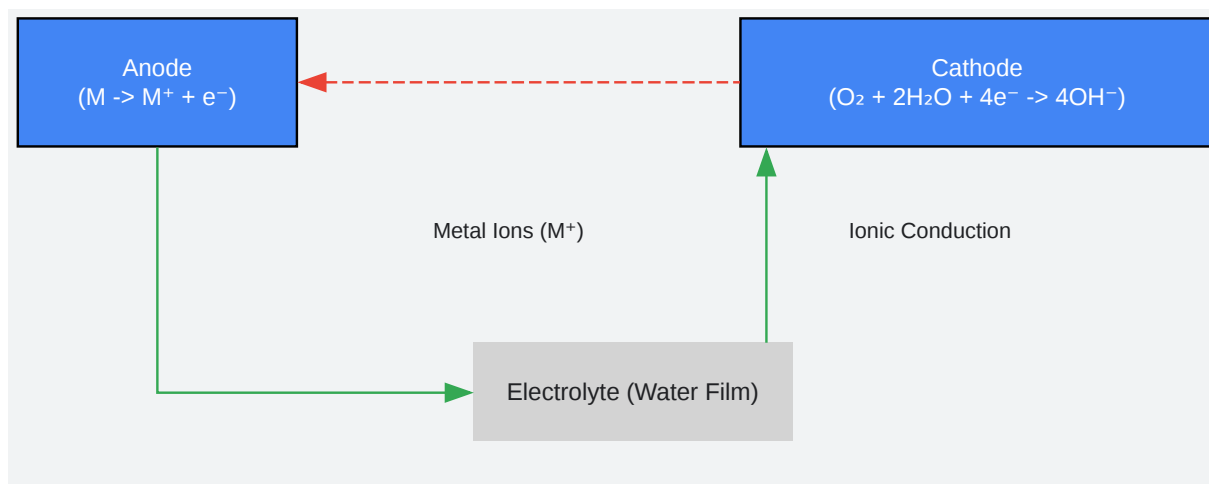 Anode
(M -> M⁺ + e⁻)
Cathode
(O₂ + 2H₂O + 4e⁻ -> 4OH⁻)
Metal Ions (M⁺)
Ionic Conduction
Electrolyte (Water Film)